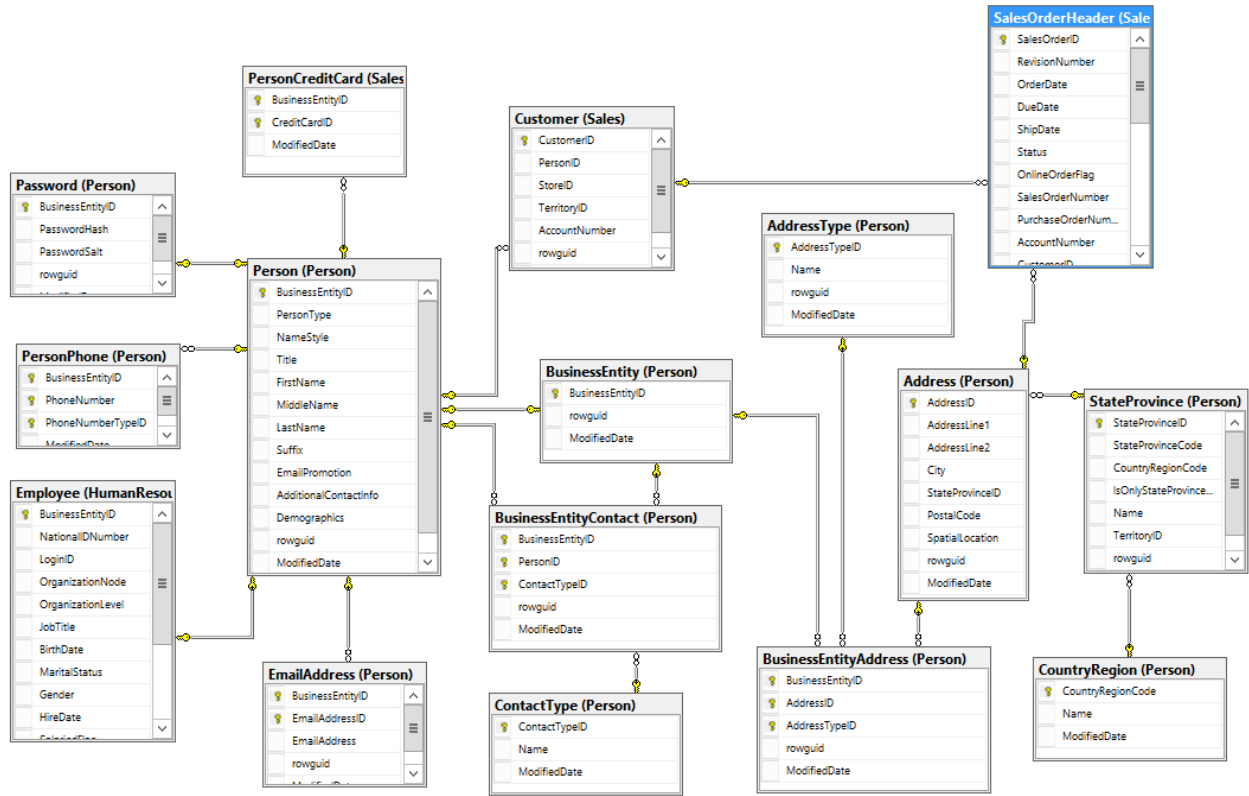 SalesOrderHeader (Sale
SalesOrderID
RevisionNumber
OrderDate
DueDate
ShipDate
Status
OnlineOrderFlag
SalesOrderNumber
PurchaseOrderNum...
AccountNumber
CustomerID
PersonCreditCard (Sales
BusinessEntityID
CreditCardID
ModifiedDate
Customer (Sales)
CustomerID
PersonID
StoreID
TerritoryID
AccountNumber
rowguid
Password (Person)
BusinessEntityID
PasswordHash
PasswordSalt
rowguid
AddressType (Person)
AddressTypeID
Name
rowguid
ModifiedDate
Person (Person)
BusinessEntityID
PersonType
NameStyle
Title
FirstName
MiddleName
LastName
Suffix
EmailPromotion
AdditionalContactInfo
Demographics
rowguid
ModifiedDate
PersonPhone (Person)
BusinessEntityID
PhoneNumber
PhoneNumberTypeID
ModifiedDate
BusinessEntity (Person)
BusinessEntityID
rowguid
ModifiedDate
Address (Person)
AddressID
AddressLine1
AddressLine2
City
StateProvinceID
PostalCode
SpatialLocation
rowguid
ModifiedDate
StateProvince (Person)
StateProvinceID
StateProvinceCode
CountryRegionCode
IsOnlyStateProvince...
Name
TerritoryID
rowguid
Employee (HumanResou
BusinessEntityID
NationalIDNumber
LoginID
OrganizationNode
OrganizationLevel
JobTitle
BirthDate
MaritalStatus
Gender
HireDate
BusinessEntityContact (Person)
BusinessEntityID
PersonID
ContactTypeID
rowguid
ModifiedDate
EmailAddress (Person)
BusinessEntityID
EmailAddressID
EmailAddress
rowguid
ContactType (Person)
ContactTypeID
Name
ModifiedDate
BusinessEntityAddress (Person)
BusinessEntityID
AddressID
AddressTypeID
rowguid
ModifiedDate
CountryRegion (Person)
CountryRegionCode
Name
ModifiedDate